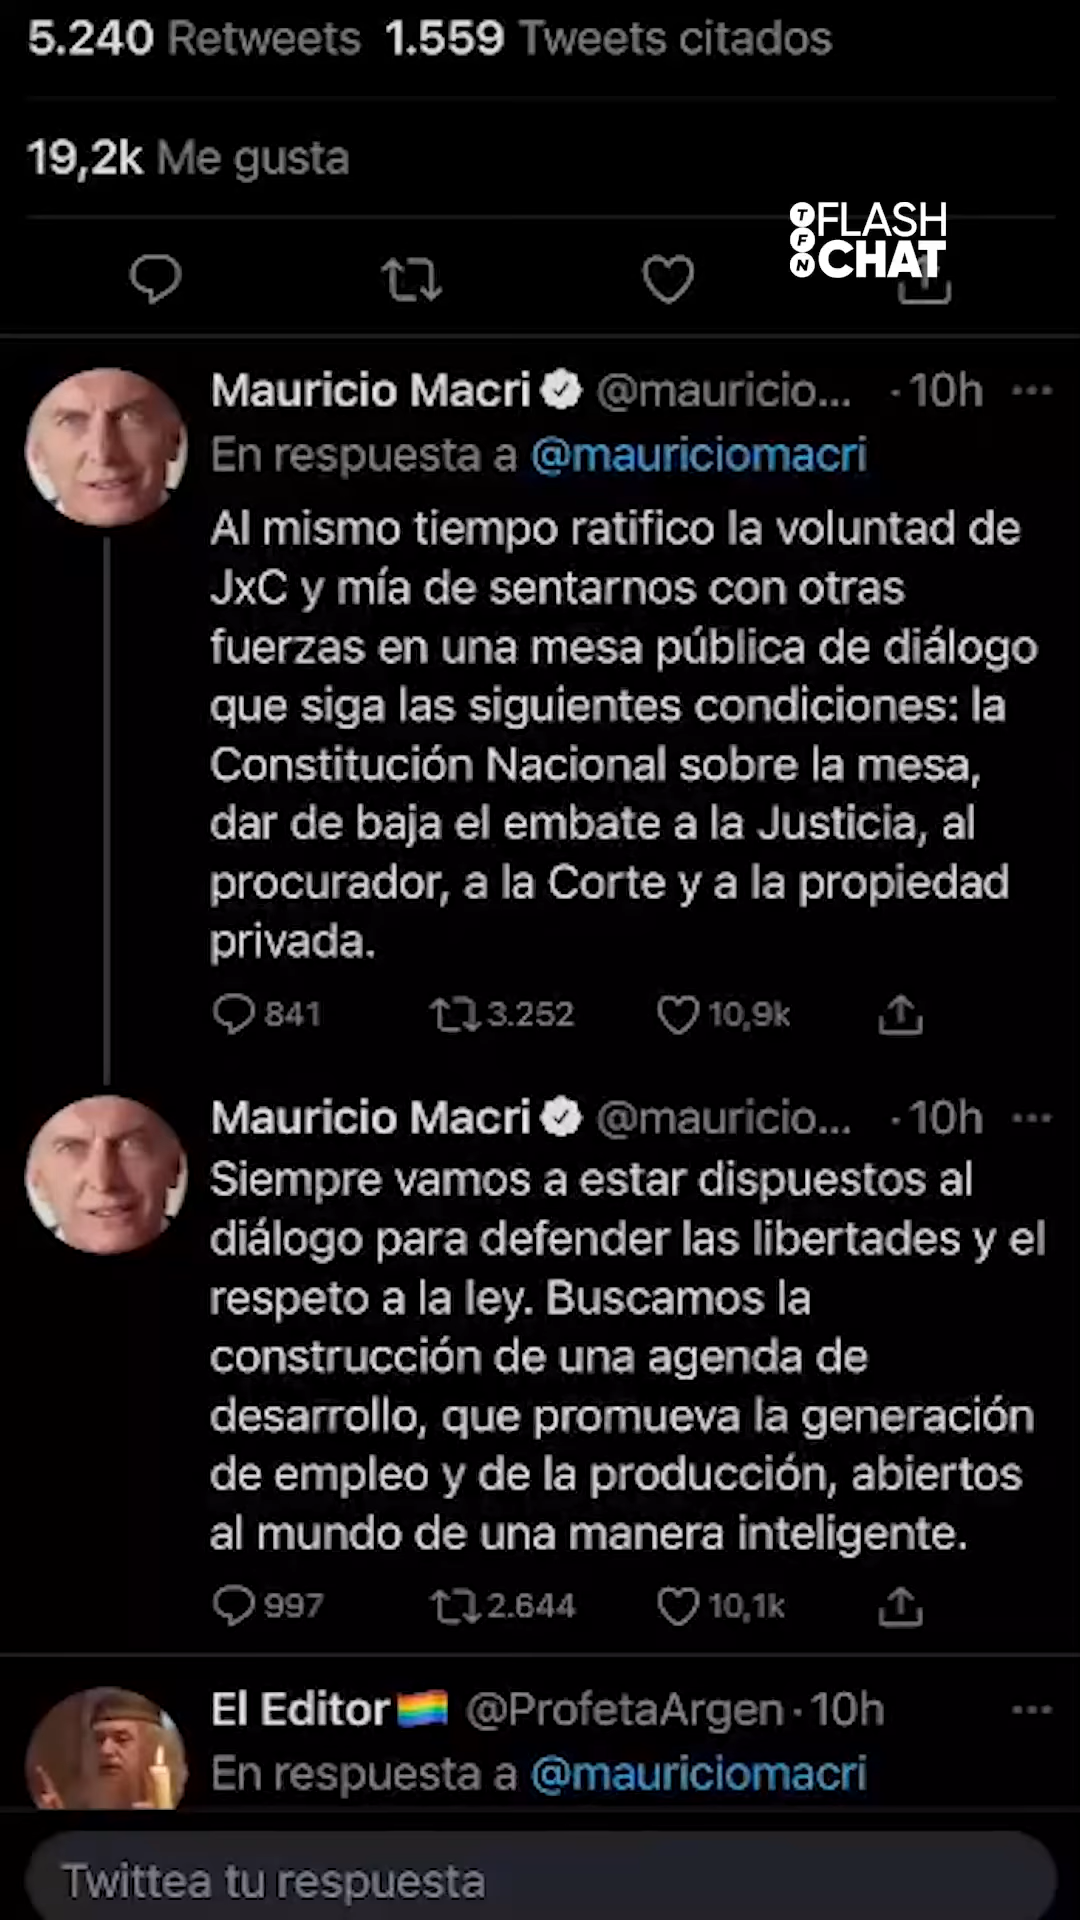 5.240 Retweets 1.559 Tweets citados
19,2k Me gusta
TFN FLASH
CHAT
Mauricio Macri @mauricio... · 10h
En respuesta a @mauriciomacri
Al mismo tiempo ratifico la voluntad de
JxC y mía de sentarnos con otras
fuerzas en una mesa pública de diálogo
que siga las siguientes condiciones: la
Constitución Nacional sobre la mesa,
dar de baja el embate a la Justicia, al
procurador, a la Corte y a la propiedad
privada.
841 3.252 10,9k
Mauricio Macri @mauricio... · 10h
Siempre vamos a estar dispuestos al
diálogo para defender las libertades y el
respeto a la ley. Buscamos la
construcción de una agenda de
desarrollo, que promueva la generación
de empleo y de la producción, abiertos
al mundo de una manera inteligente.
997 2.644 10,1k
El Editor🏳️‍🌈 @ProfetaArgen · 10h
En respuesta a @mauriciomacri
Twittea tu respuesta